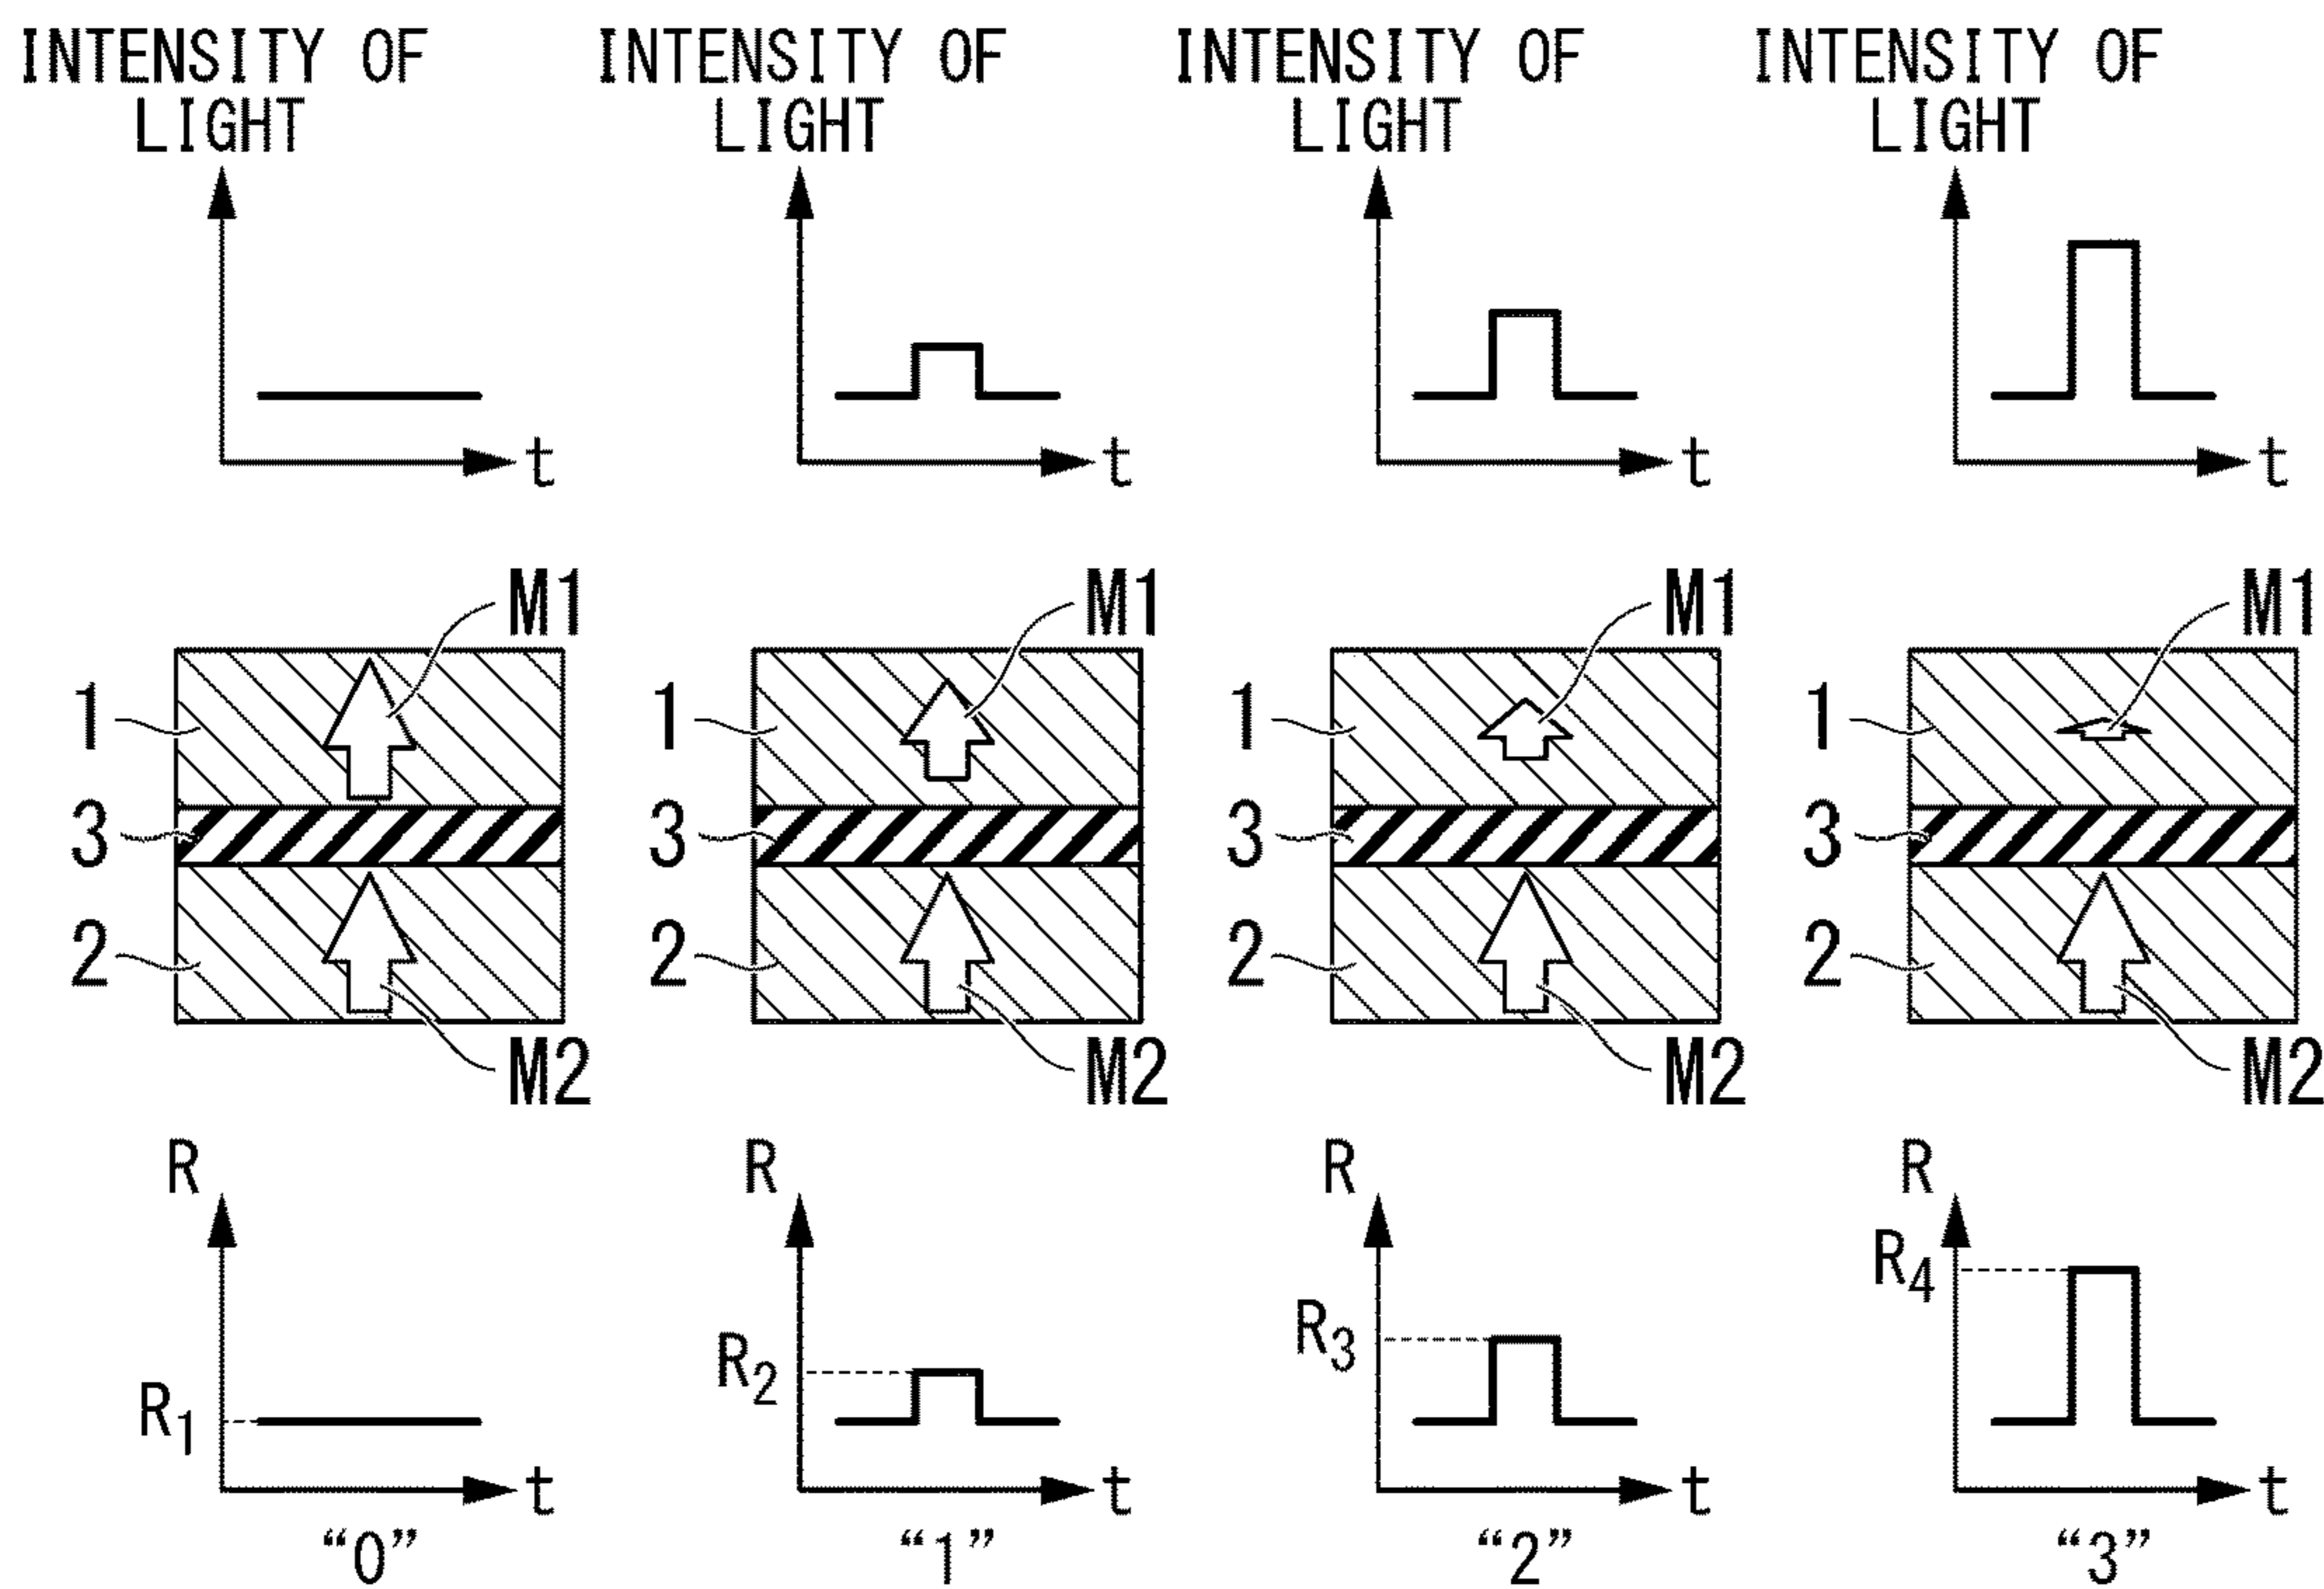 INTENSITY OF LIGHT
INTENSITY OF LIGHT
INTENSITY OF LIGHT
INTENSITY OF LIGHT
t
t
t
t
M1
M1
M1
M1
1
1
1
1
3
3
3
3
2
2
2
2
M2
M2
M2
M2
R
R
R
R
R1
R2
R3
R4
t
t
t
t
“0”
“1”
“2”
“3”